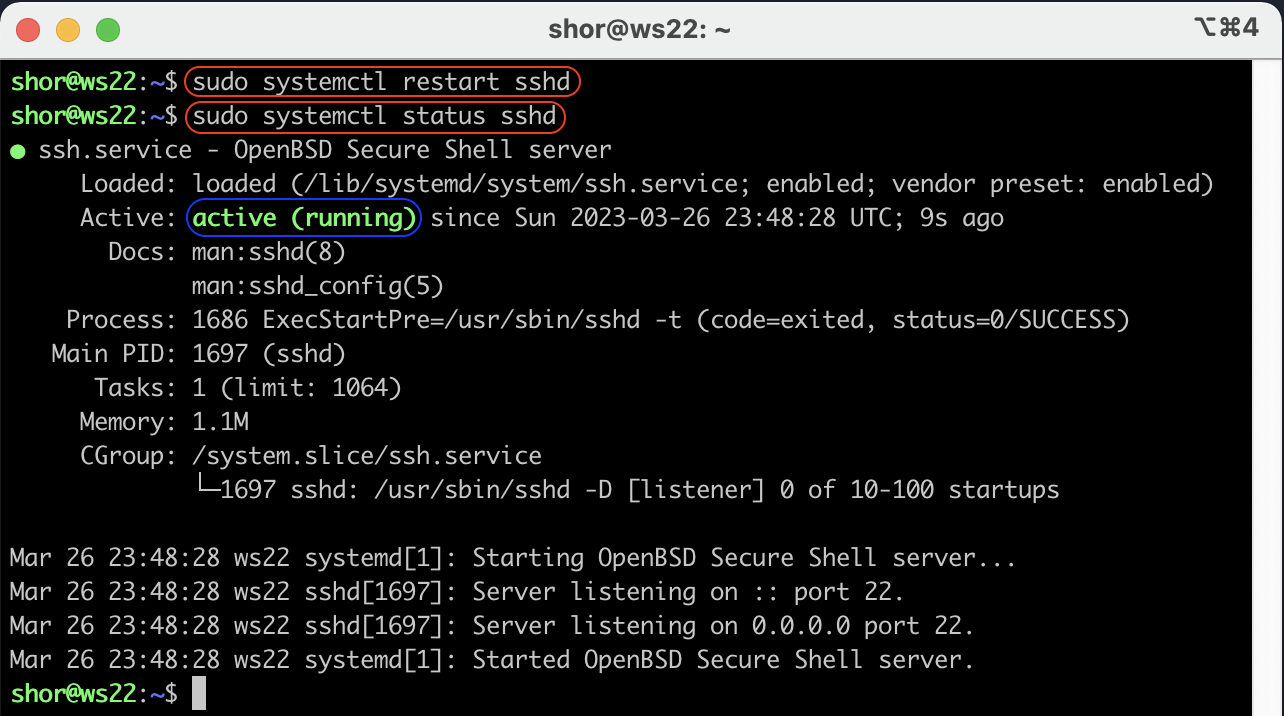 shor@ws22: ~
⌥⌘4
shor@ws22:~$ sudo systemctl restart sshd
shor@ws22:~$ sudo systemctl status sshd
● ssh.service - OpenBSD Secure Shell server
     Loaded: loaded (/lib/systemd/system/ssh.service; enabled; vendor preset: enabled)
     Active: active (running) since Sun 2023-03-26 23:48:28 UTC; 9s ago
       Docs: man:sshd(8)
             man:sshd_config(5)
    Process: 1686 ExecStartPre=/usr/sbin/sshd -t (code=exited, status=0/SUCCESS)
   Main PID: 1697 (sshd)
      Tasks: 1 (limit: 1064)
     Memory: 1.1M
     CGroup: /system.slice/ssh.service
             └─1697 sshd: /usr/sbin/sshd -D [listener] 0 of 10-100 startups

Mar 26 23:48:28 ws22 systemd[1]: Starting OpenBSD Secure Shell server...
Mar 26 23:48:28 ws22 sshd[1697]: Server listening on :: port 22.
Mar 26 23:48:28 ws22 sshd[1697]: Server listening on 0.0.0.0 port 22.
Mar 26 23:48:28 ws22 systemd[1]: Started OpenBSD Secure Shell server.
shor@ws22:~$